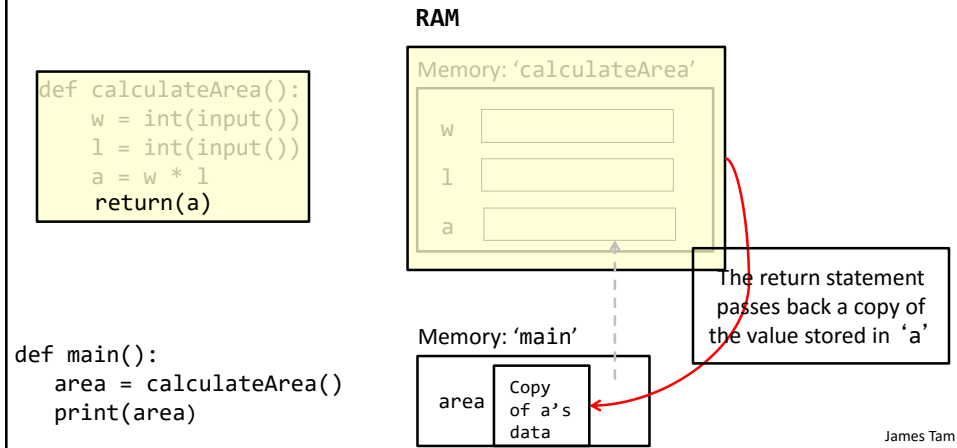 RAM
def calculateArea():
    w = int(input())
    l = int(input())
    a = w * l
    return(a)
Memory: ‘calculateArea’
w
l
a
The return statement
passes back a copy of
the value stored in ‘a’
def main():
   area = calculateArea()
   print(area)
Memory: ‘main’
area
Copy
of a’s
data
James Tam